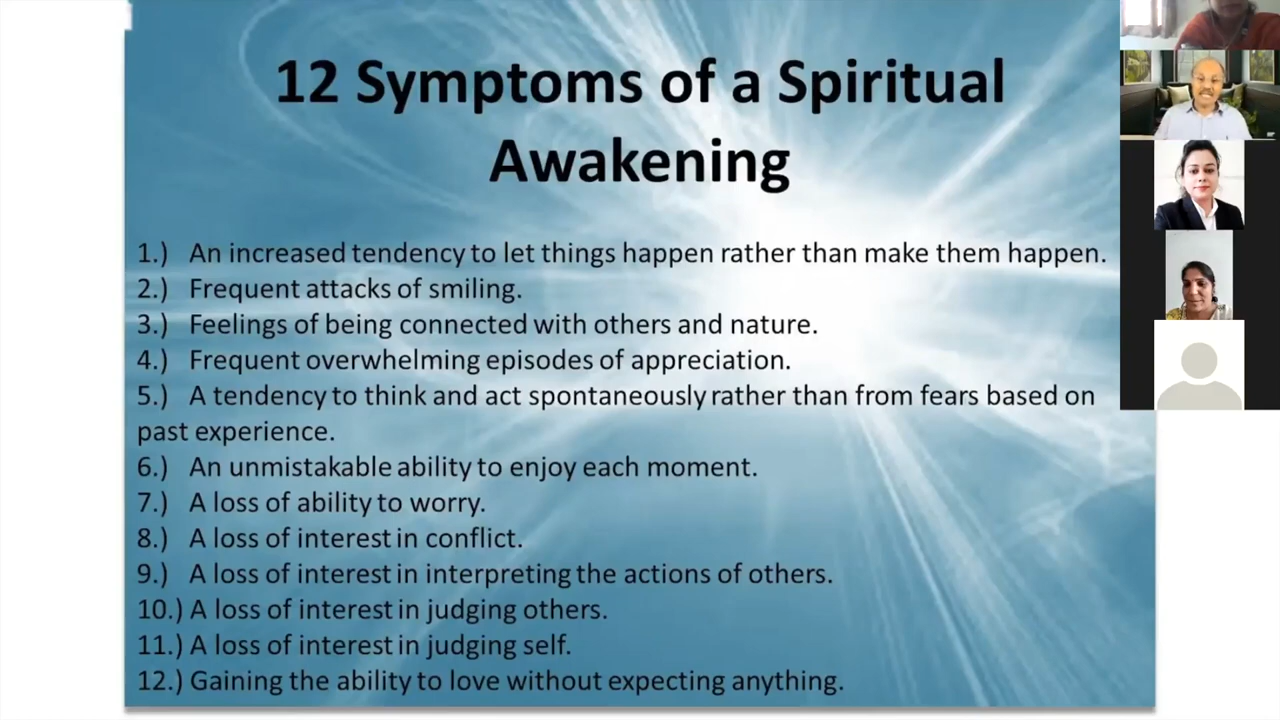 12 Symptoms of a Spiritual
Awakening
1.) An increased tendency to let things happen rather than make them happen.
2.) Frequent attacks of smiling.
3.) Feelings of being connected with others and nature.
4.) Frequent overwhelming episodes of appreciation.
5.) A tendency to think and act spontaneously rather than from fears based on
past experience.
6.) An unmistakable ability to enjoy each moment.
7.) A loss of ability to worry.
8.) A loss of interest in conflict.
9.) A loss of interest in interpreting the actions of others.
10.) A loss of interest in judging others.
11.) A loss of interest in judging self.
12.) Gaining the ability to love without expecting anything.